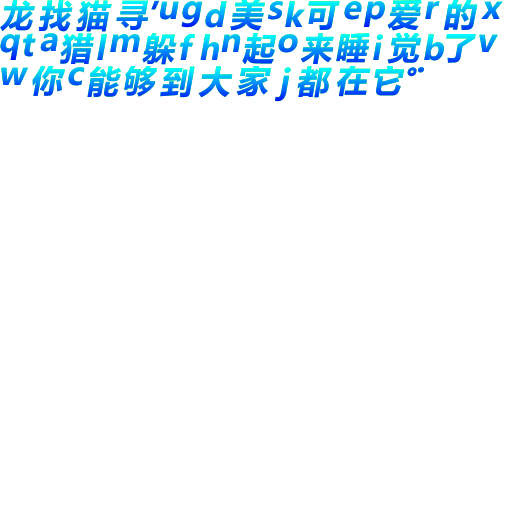 龙找猫寻'ugd美sk可ep爱r的x
qta猎lm躲fhn起o来睡i觉b了v
w你c能够到大家j都在它°¨